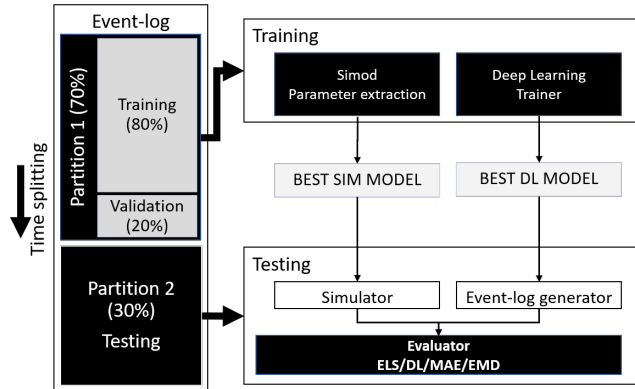 Event-log
Time splitting
Partition 1 (70%)
Training
(80%)
Validation
(20%)
Partition 2
(30%)
Testing
Training
Simod
Parameter extraction
Deep Learning
Trainer
BEST SIM MODEL
BEST DL MODEL
Testing
Simulator
Event-log generator
Evaluator
ELS/DL/MAE/EMD